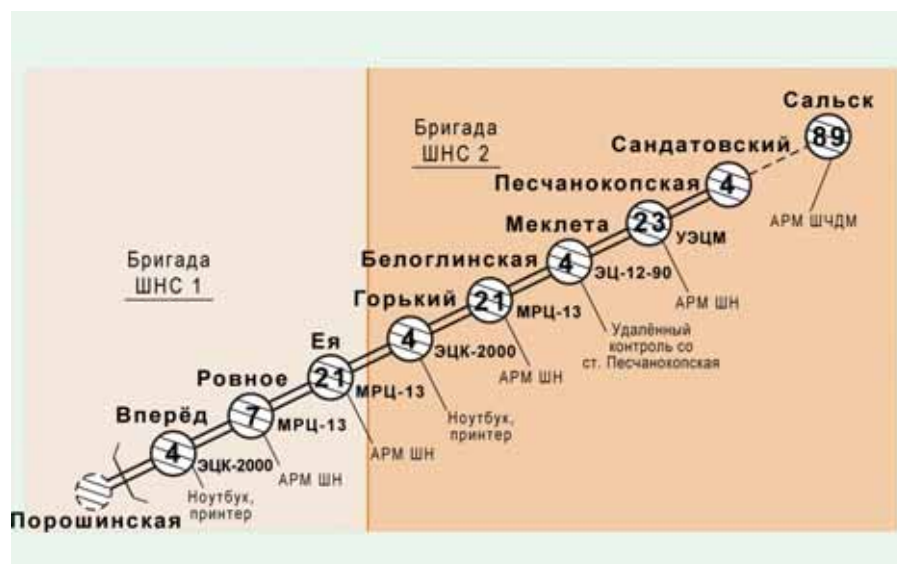 Сальск
89
АРМ ШЧДМ
Бригада
ШНС 2
Сандатовский
4
Песчанокопская
23
УЭЦМ
АРМ ШН
Меклета
4
ЭЦ-12-90
Удалённый
контроль со
ст. Песчанокопская
Белоглинская
21
МРЦ-13
АРМ ШН
Горький
4
ЭЦК-2000
Ноутбук,
принтер
Бригада
ШНС 1
Ея
21
МРЦ-13
АРМ ШН
Ровное
7
МРЦ-13
АРМ ШН
Вперёд
4
ЭЦК-2000
Ноутбук,
принтер
Порошинская